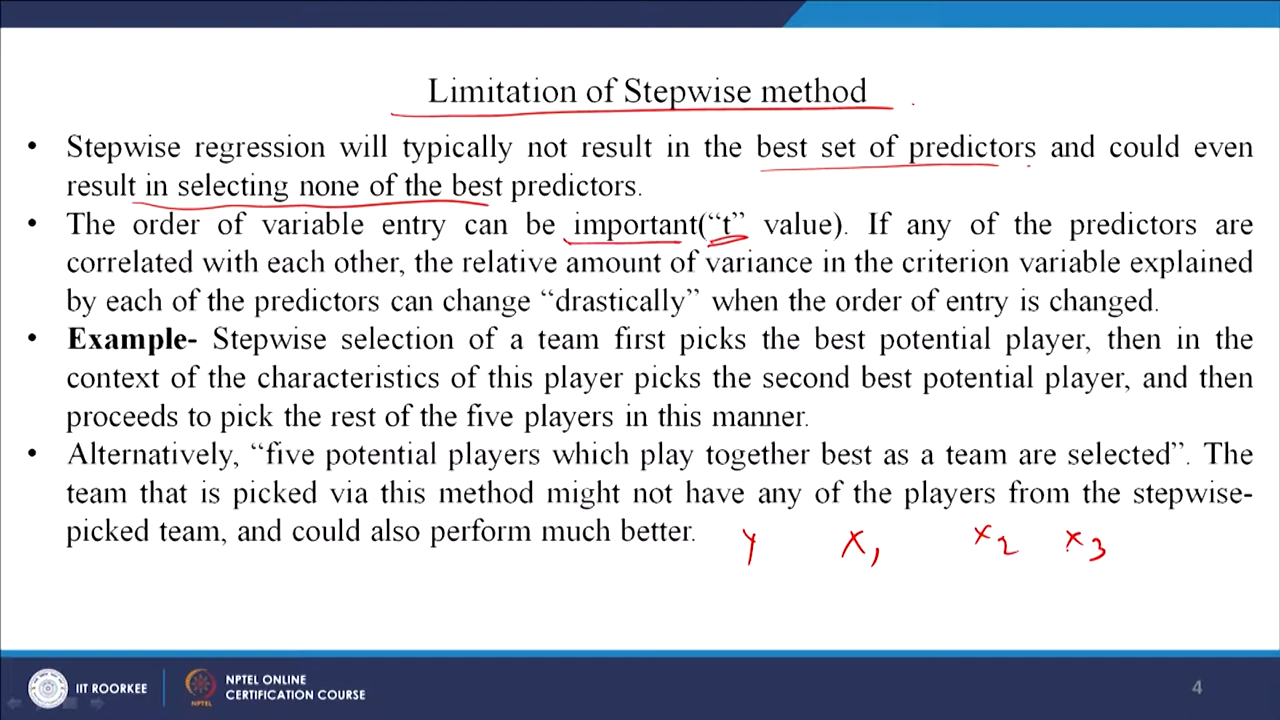 Limitation of Stepwise method
• Stepwise regression will typically not result in the best set of predictors and could even
result in selecting none of the best predictors.
• The order of variable entry can be important(“t” value). If any of the predictors are
correlated with each other, the relative amount of variance in the criterion variable explained
by each of the predictors can change “drastically” when the order of entry is changed.
• Example- Stepwise selection of a team first picks the best potential player, then in the
context of the characteristics of this player picks the second best potential player, and then
proceeds to pick the rest of the five players in this manner.
• Alternatively, “five potential players which play together best as a team are selected”. The
team that is picked via this method might not have any of the players from the stepwise-
picked team, and could also perform much better.
y x1 x2 x3
IIT ROORKEE
NPTEL ONLINE
CERTIFICATION COURSE
NPTEL
4